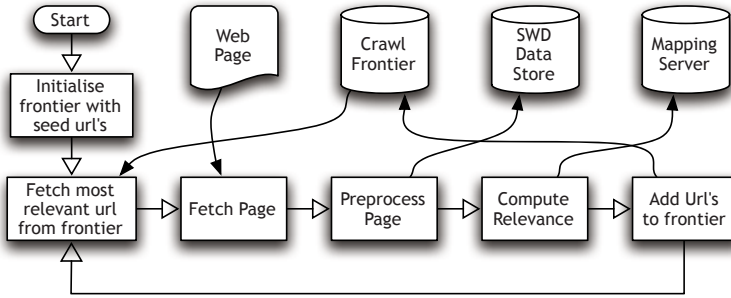 Start
Web
Page
Crawl
Frontier
SWD
Data
Store
Mapping
Server
Initialise
frontier with
seed url's
Fetch most
relevant url
from frontier
Fetch Page
Preprocess
Page
Compute
Relevance
Add Url's
to frontier